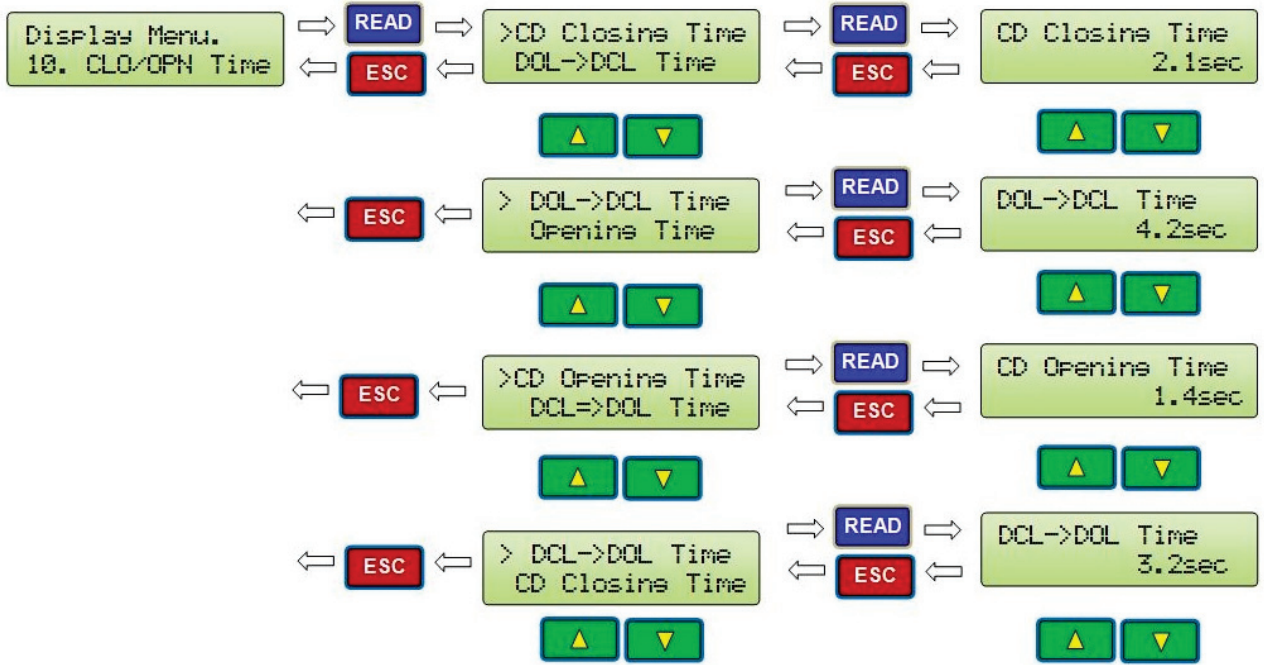 Display Menu.
10. CLO/OPN Time
READ
ESC
>CD Closing Time
DOL->DCL Time
READ
ESC
CD Closing Time
2.1sec
ESC
> DOL->DCL Time
Opening Time
READ
ESC
DOL->DCL Time
4.2sec
ESC
>CD Opening Time
DCL=>DOL Time
READ
ESC
CD Opening Time
1.4sec
ESC
> DCL->DOL Time
CD Closing Time
READ
ESC
DCL->DOL Time
3.2sec